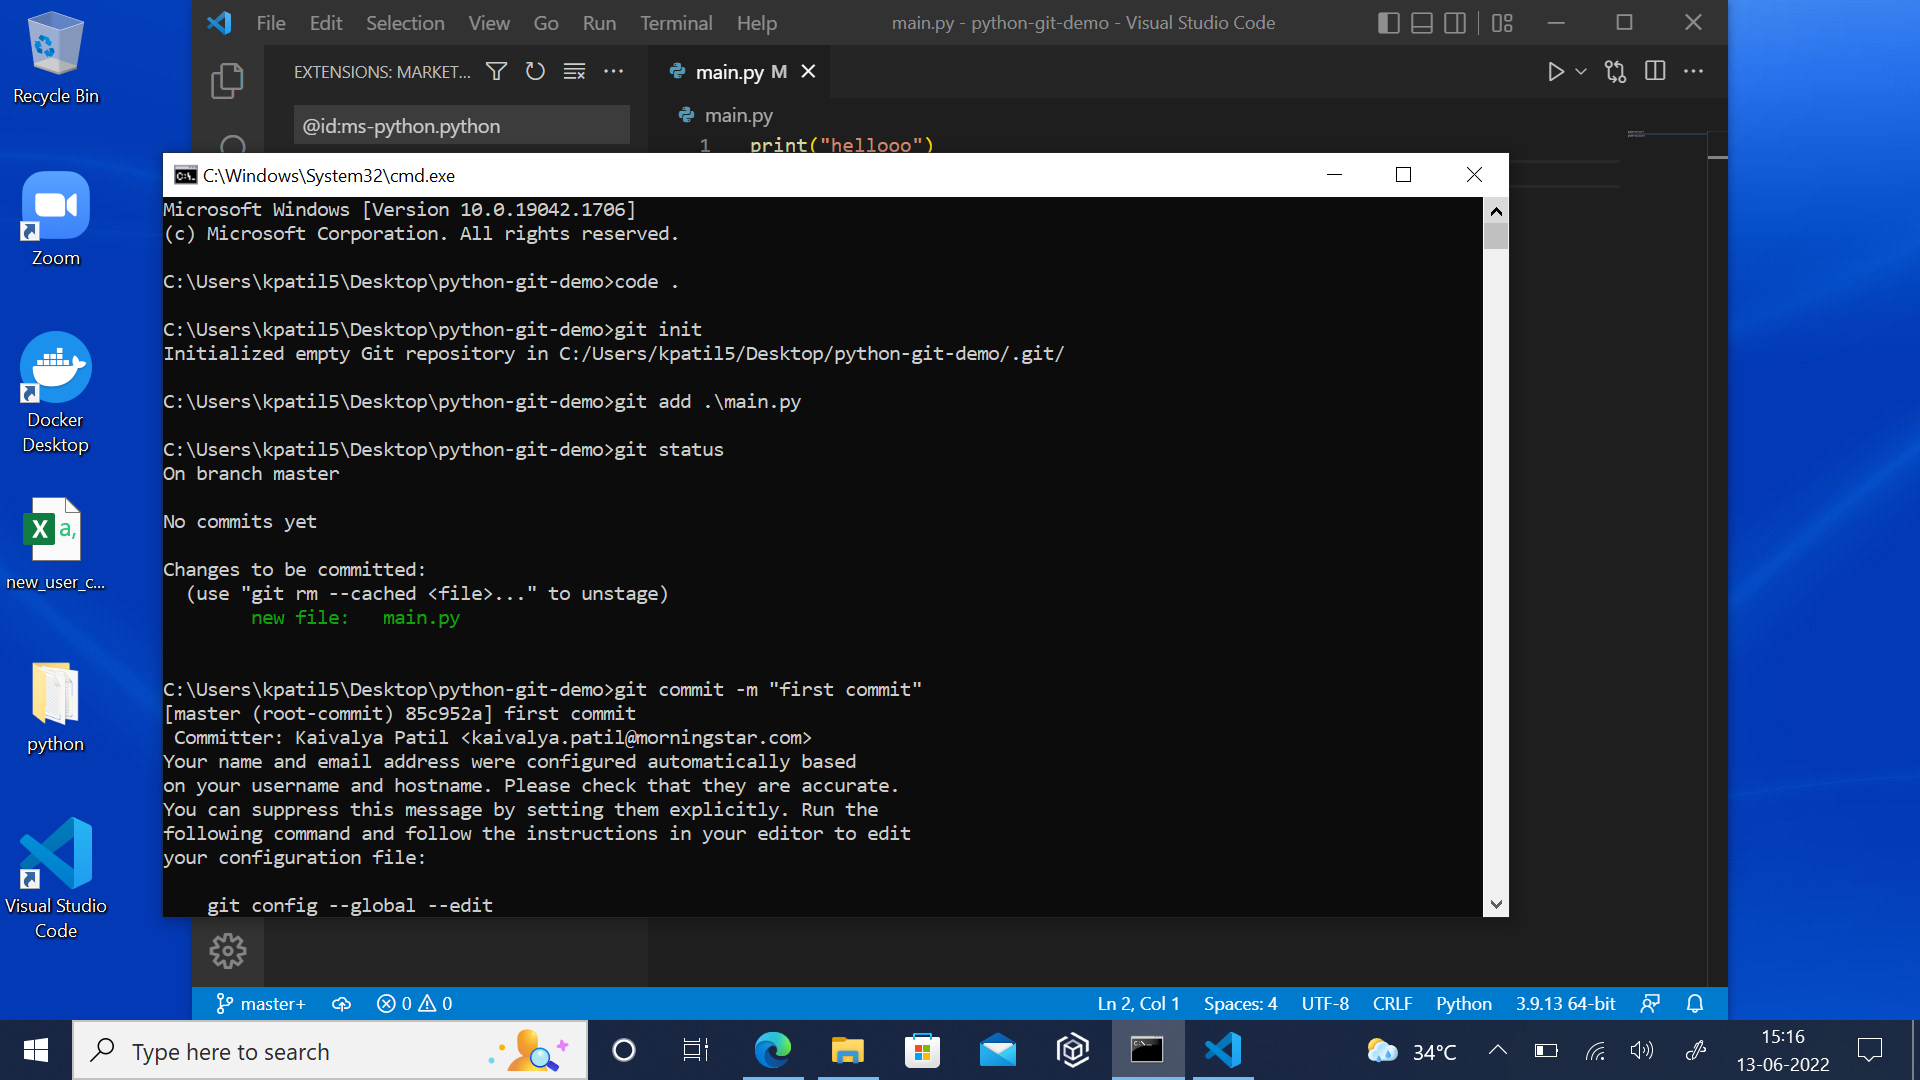 File Edit Selection View Go Run Terminal Help
main.py - python-git-demo - Visual Studio Code
Recycle Bin
EXTENSIONS: MARKET...
main.py M
@id:ms-python.python
main.py
1 print("hellooo")
C:\Windows\System32\cmd.exe
Microsoft Windows [Version 10.0.19042.1706]
(c) Microsoft Corporation. All rights reserved.
C:\Users\kpatil5\Desktop\python-git-demo>code .
C:\Users\kpatil5\Desktop\python-git-demo>git init
Initialized empty Git repository in C:/Users/kpatil5/Desktop/python-git-demo/.git/
C:\Users\kpatil5\Desktop\python-git-demo>git add .\main.py
C:\Users\kpatil5\Desktop\python-git-demo>git status
On branch master
No commits yet
Changes to be committed:
(use "git rm --cached <file>..." to unstage)
new file: main.py
C:\Users\kpatil5\Desktop\python-git-demo>git commit -m "first commit"
[master (root-commit) 85c952a] first commit
Committer: Kaivalya Patil <kaivalya.patil@morningstar.com>
Your name and email address were configured automatically based
on your username and hostname. Please check that they are accurate.
You can suppress this message by setting them explicitly. Run the
following command and follow the instructions in your editor to edit
your configuration file:
git config --global --edit
Zoom
Docker
Desktop
new_user_c...
python
Visual Studio
Code
master+ 0 0
Ln 2, Col 1 Spaces: 4 UTF-8 CRLF Python 3.9.13 64-bit
Type here to search
34°C
15:16
13-06-2022